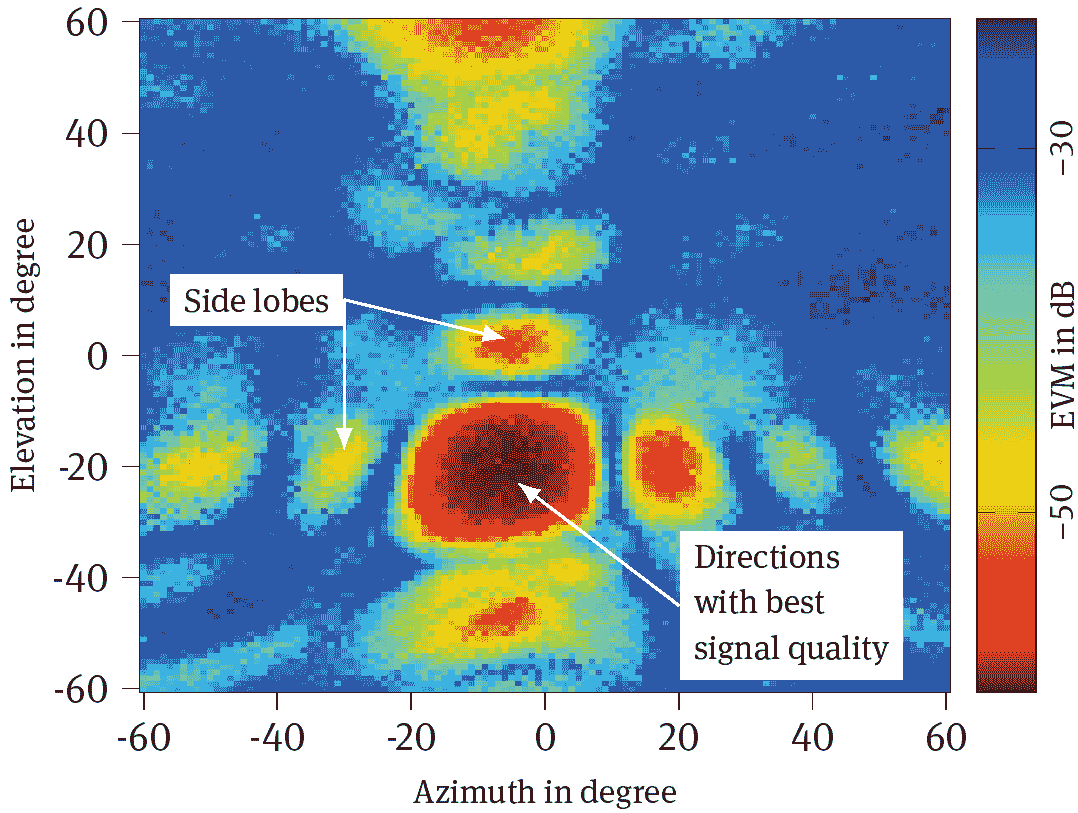 60
40
20
0
-20
-40
-60
Elevation in degree
Side lobes
Directions
with best
signal quality
-60
-40
-20
0
20
40
60
Azimuth in degree
−30
−50
EVM in dB